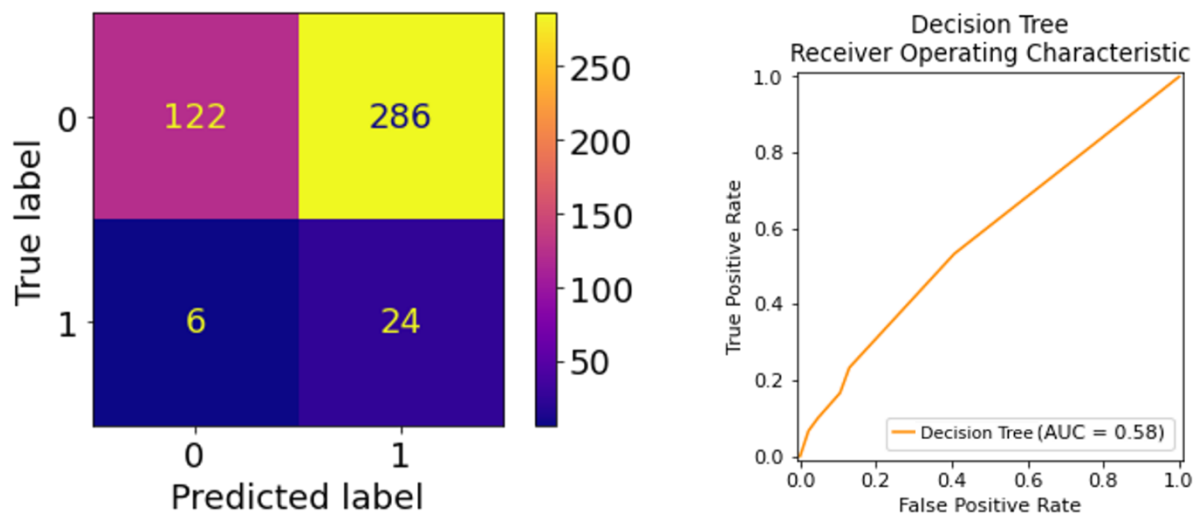 True label
0
1
122
286
6
24
0
1
Predicted label
250
200
150
100
50
Decision Tree
Receiver Operating Characteristic
True Positive Rate
1.0
0.8
0.6
0.4
0.2
0.0
Decision Tree (AUC = 0.58)
0.0 0.2 0.4 0.6 0.8 1.0
False Positive Rate